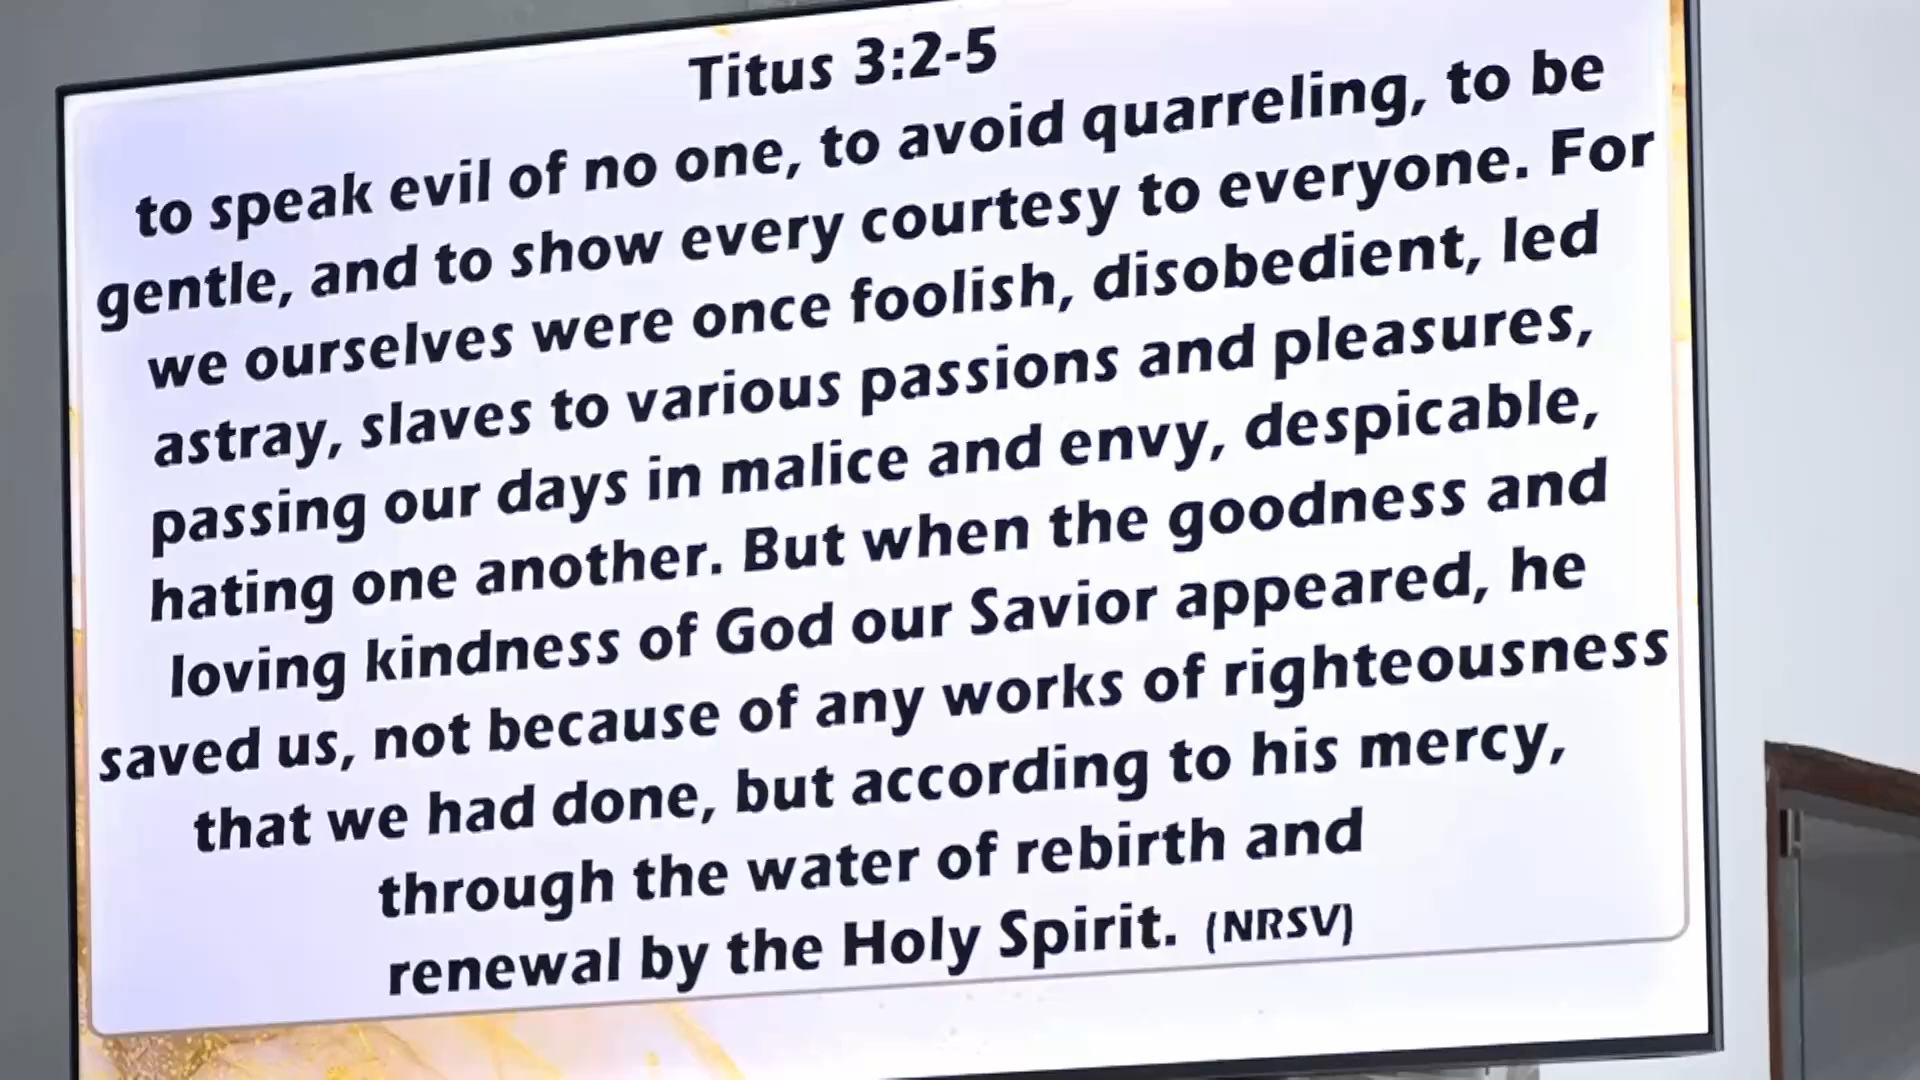 Titus 3:2-5
to speak evil of no one, to avoid quarreling, to be
gentle, and to show every courtesy to everyone. For
we ourselves were once foolish, disobedient, led
astray, slaves to various passions and pleasures,
passing our days in malice and envy, despicable,
hating one another. But when the goodness and
loving kindness of God our Savior appeared, he
saved us, not because of any works of righteousness
that we had done, but according to his mercy,
through the water of rebirth and
renewal by the Holy Spirit. (NRSV)